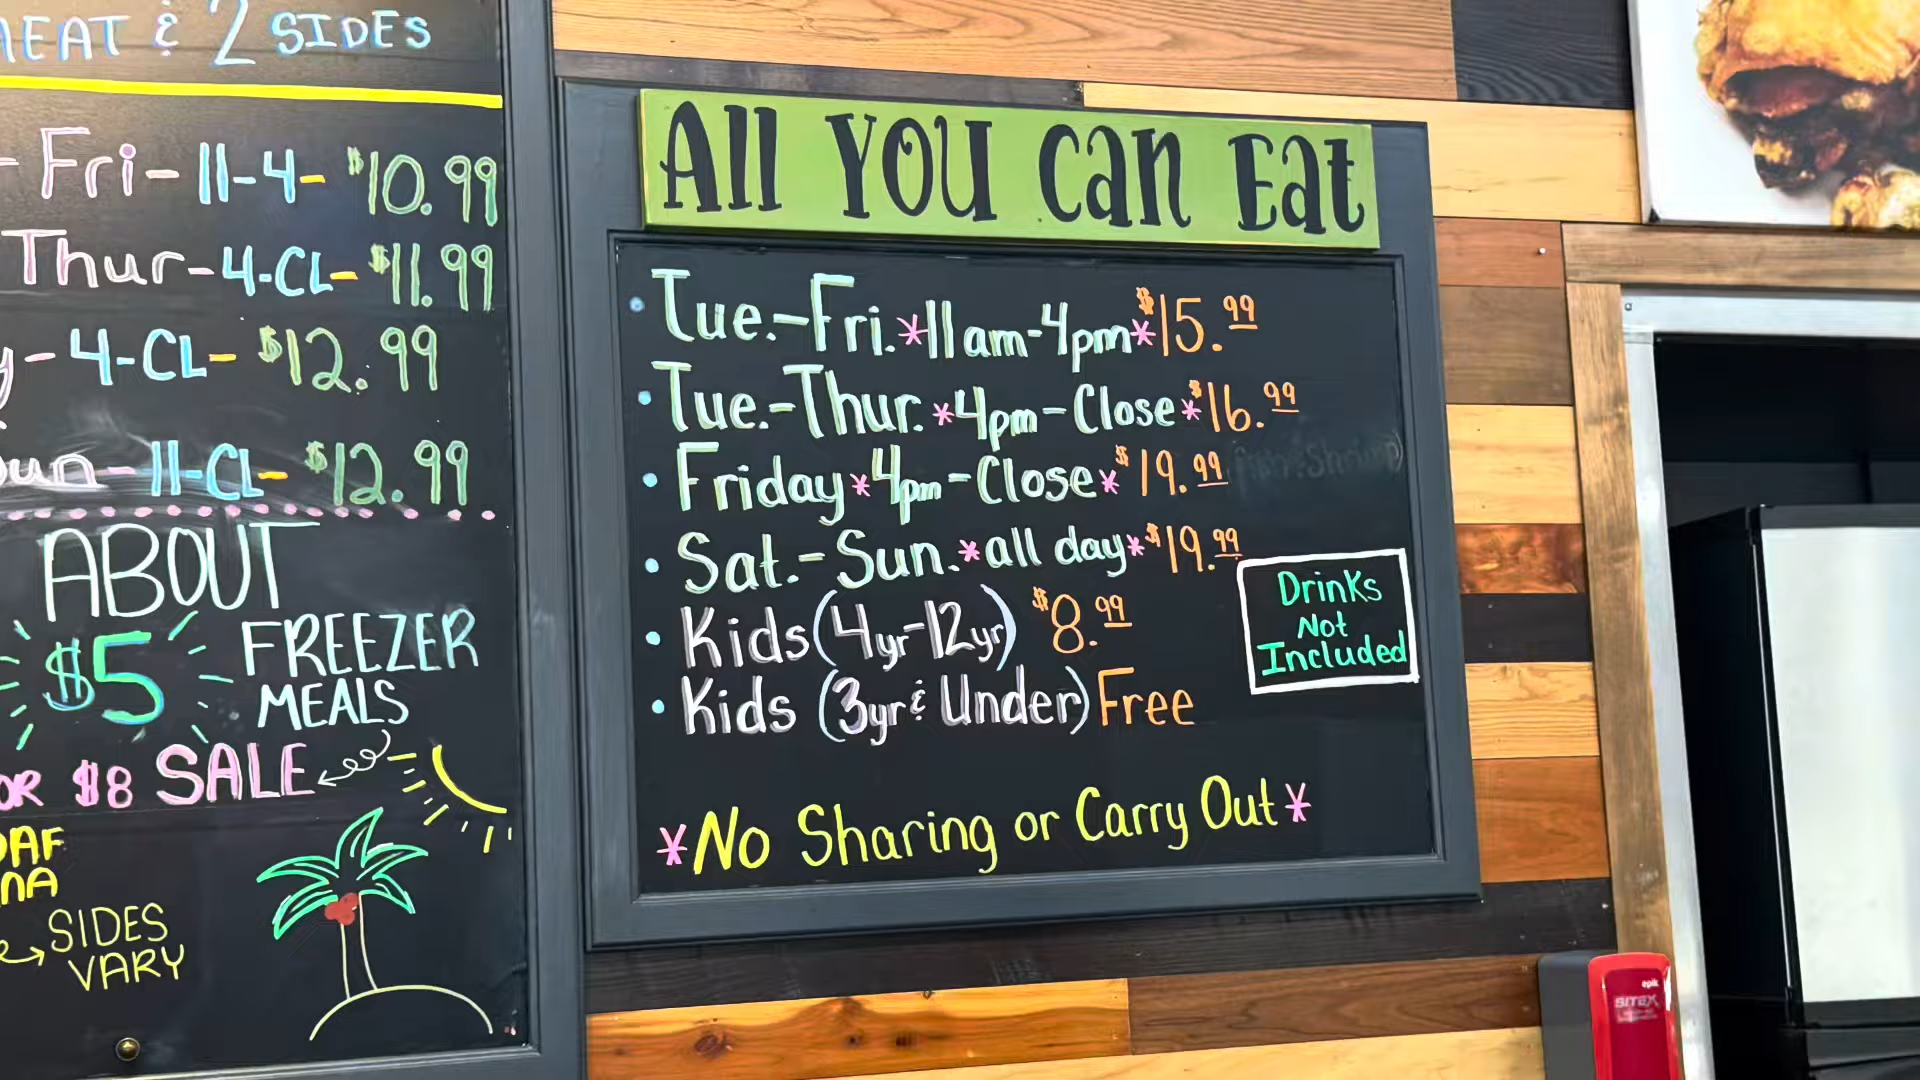 & 2 SIDES
- Fri - 11-4 - $10.99
Thur - 4-CL - $11.99
- 4-CL - $12.99
- 11-CL - $12.99
ABOUT
$5 FREEZER
MEALS
$8 SALE
SIDES
VARY
All You Can Eat
• Tue.-Fri.*11am-4pm*$15.99
• Tue.-Thur.*4pm-Close*$16.99
• Friday*4pm-Close*$19.99
• Sat.-Sun.*all day*$19.99
• Kids (4yr-12yr) $8.99
• Kids (3yr & Under) Free
Drinks
Not
Included
*No Sharing or Carry Out*
epik
SITEX